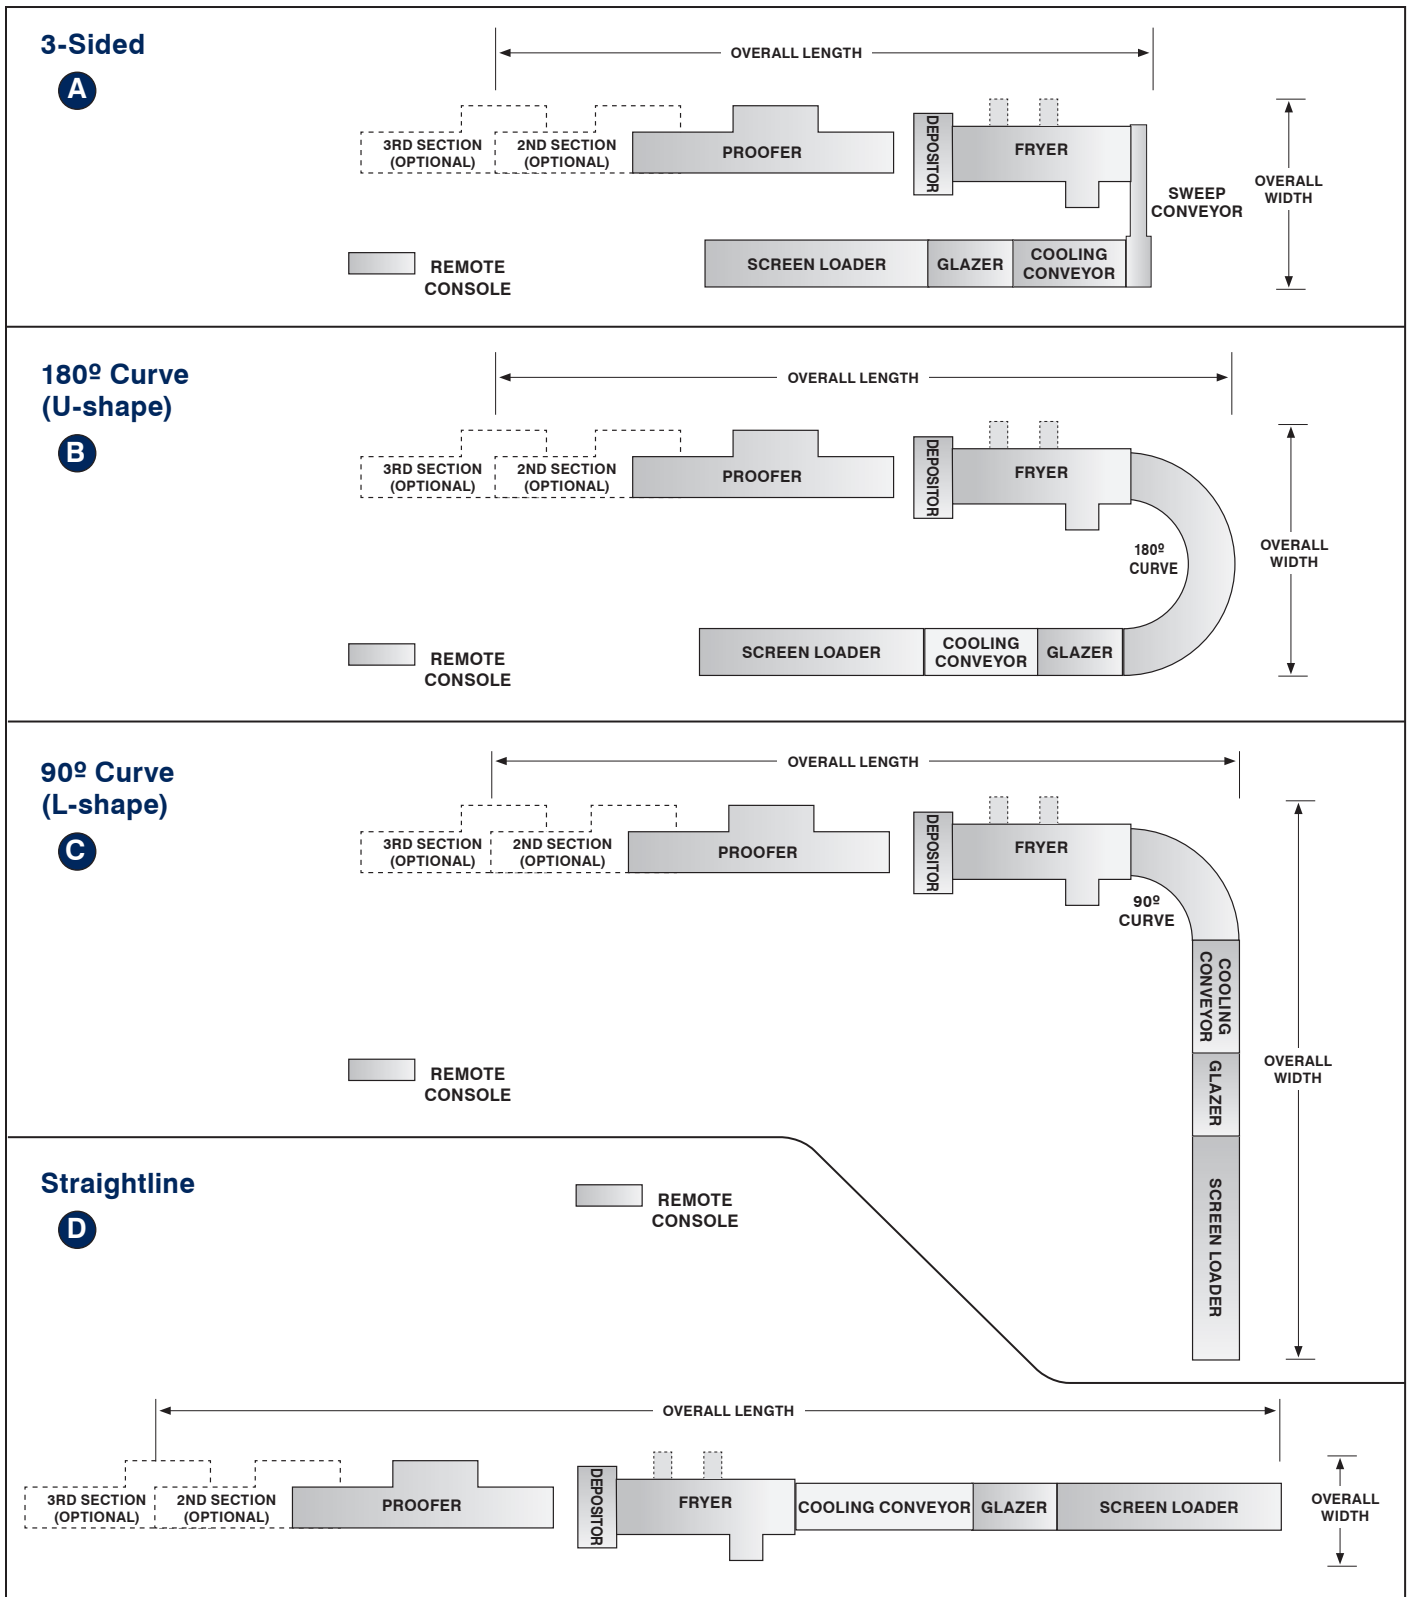 3-Sided
A
OVERALL LENGTH
3RD SECTION
(OPTIONAL)
2ND SECTION
(OPTIONAL)
PROOFER
DEPOSITOR
FRYER
SWEEP
CONVEYOR
OVERALL
WIDTH
REMOTE
CONSOLE
SCREEN LOADER
GLAZER
COOLING
CONVEYOR
180º Curve
(U-shape)
B
OVERALL LENGTH
3RD SECTION
(OPTIONAL)
2ND SECTION
(OPTIONAL)
PROOFER
DEPOSITOR
FRYER
180º
CURVE
OVERALL
WIDTH
REMOTE
CONSOLE
SCREEN LOADER
COOLING
CONVEYOR
GLAZER
90º Curve
(L-shape)
C
OVERALL LENGTH
3RD SECTION
(OPTIONAL)
2ND SECTION
(OPTIONAL)
PROOFER
DEPOSITOR
FRYER
90º
CURVE
COOLING
CONVEYOR
GLAZER
SCREEN LOADER
OVERALL
WIDTH
REMOTE
CONSOLE
Straightline
D
REMOTE
CONSOLE
OVERALL LENGTH
3RD SECTION
(OPTIONAL)
2ND SECTION
(OPTIONAL)
PROOFER
DEPOSITOR
FRYER
COOLING CONVEYOR
GLAZER
SCREEN LOADER
OVERALL
WIDTH